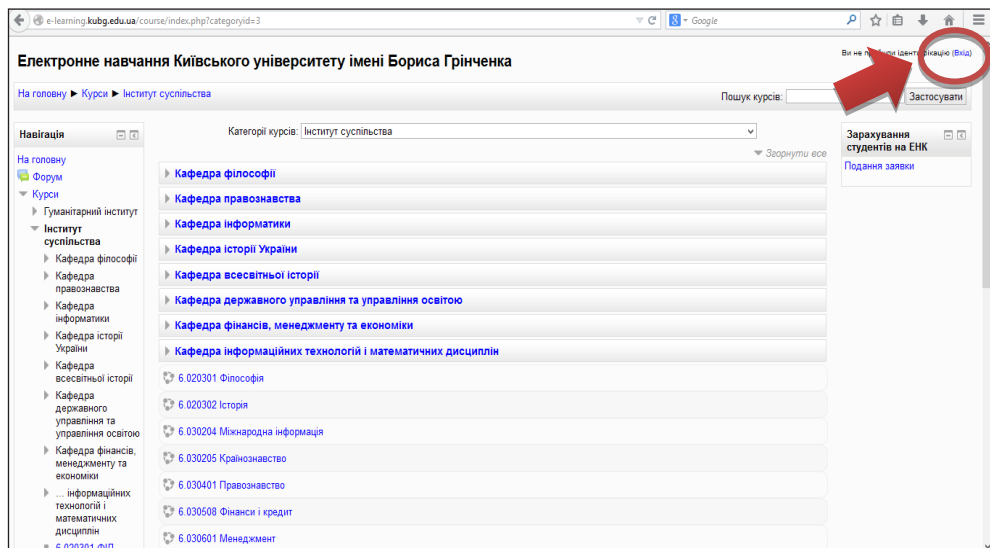 e-learning.kubg.edu.ua/course/index.php?categoryid=3
Google
Ви не пройшли ідентифікацію (Вхід)
Електронне навчання Київського університету імені Бориса Грінченка
На головну ► Курси ► Інститут суспільства
Пошук курсів:
Застосувати
Навігація
На головну
Форум
Курси
Гуманітарний інститут
Інститут
суспільства
Кафедра філософії
Кафедра
правознавства
Кафедра
інформатики
Кафедра історії
України
Кафедра
всесвітньої історії
Кафедра
державного
управління та
управління освітою
Кафедра фінансів,
менеджменту та
економіки
... інформаційних
технологій і
математичних
дисциплін
6.020301 ФІЛ
Категорії курсів: Інститут суспільства
Згорнути все
Кафедра філософії
Кафедра правознавства
Кафедра інформатики
Кафедра історії України
Кафедра всесвітньої історії
Кафедра державного управління та управління освітою
Кафедра фінансів, менеджменту та економіки
Кафедра інформаційних технологій і математичних дисциплін
6.020301 Філософія
6.020302 Історія
6.030204 Міжнародна інформація
6.030205 Країнознавство
6.030401 Правознавство
6.030508 Фінанси і кредит
6.030601 Менеджмент
Зарахування
студентів на ЕНК
Подання заявки